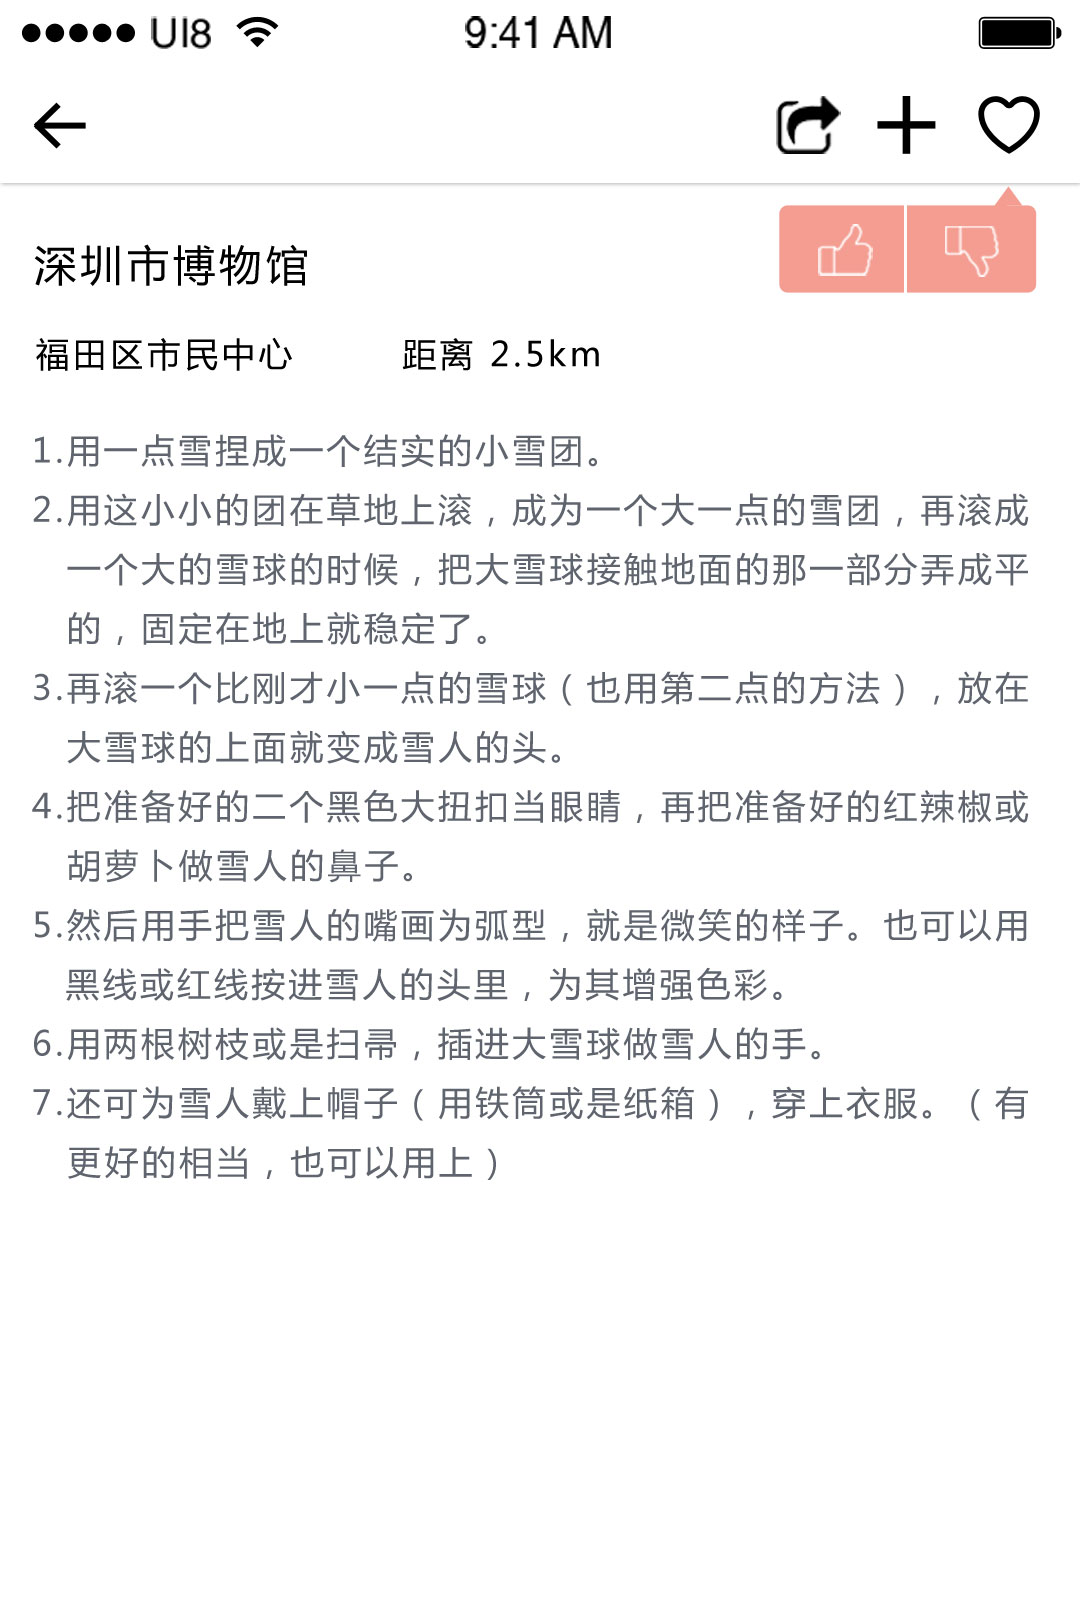 UI8 9:41 AM
深圳市博物馆
福田区市民中心 距离 2.5km
1.用一点雪捏成一个结实的小雪团。
2.用这小小的团在草地上滚，成为一个大一点的雪团，再滚成
一个大的雪球的时候，把大雪球接触地面的那一部分弄成平
的，固定在地上就稳定了。
3.再滚一个比刚才小一点的雪球（也用第二点的方法），放在
大雪球的上面就变成雪人的头。
4.把准备好的二个黑色大扭扣当眼睛，再把准备好的红辣椒或
胡萝卜做雪人的鼻子。
5.然后用手把雪人的嘴画为弧型，就是微笑的样子。也可以用
黑线或红线按进雪人的头里，为其增强色彩。
6.用两根树枝或是扫帚，插进大雪球做雪人的手。
7.还可为雪人戴上帽子（用铁筒或是纸箱），穿上衣服。（有
更好的相当，也可以用上）